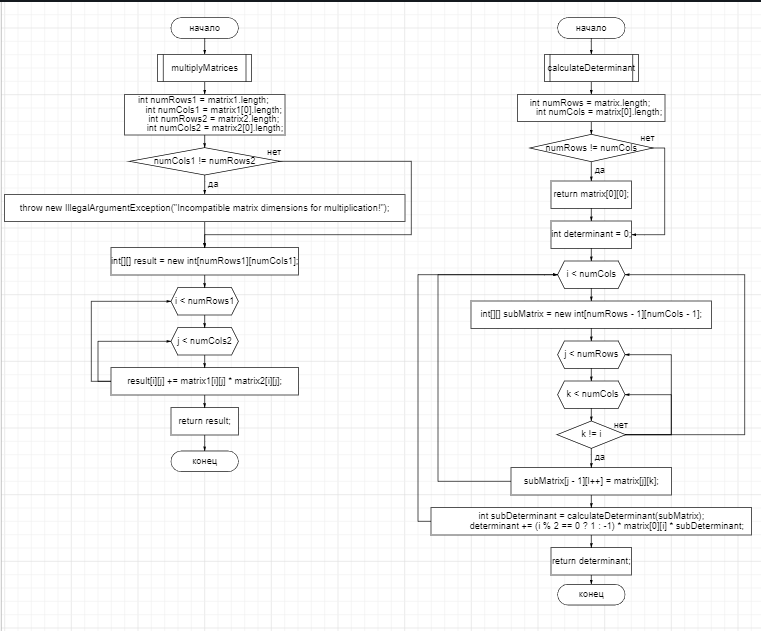 начало
multiplyMatrices
int numRows1 = matrix1.length;
int numCols1 = matrix1[0].length;
int numRows2 = matrix2.length;
int numCols2 = matrix2[0].length;
numCols1 != numRows2
нет
да
throw new IllegalArgumentException("Incompatible matrix dimensions for multiplication!");
int[][] result = new int[numRows1][numCols1];
i < numRows1
j < numCols2
result[i][j] += matrix1[i][j] * matrix2[i][j];
return result;
конец
начало
calculateDeterminant
int numRows = matrix.length;
int numCols = matrix[0].length;
numRows != numCols
нет
да
return matrix[0][0];
int determinant = 0;
i < numCols
int[][] subMatrix = new int[numRows - 1][numCols - 1];
j < numRows
k < numCols
k != i
нет
да
subMatrix[j - 1][l++] = matrix[j][k];
int subDeterminant = calculateDeterminant(subMatrix);
determinant += (i % 2 == 0 ? 1 : -1) * matrix[0][i] * subDeterminant;
return determinant;
конец